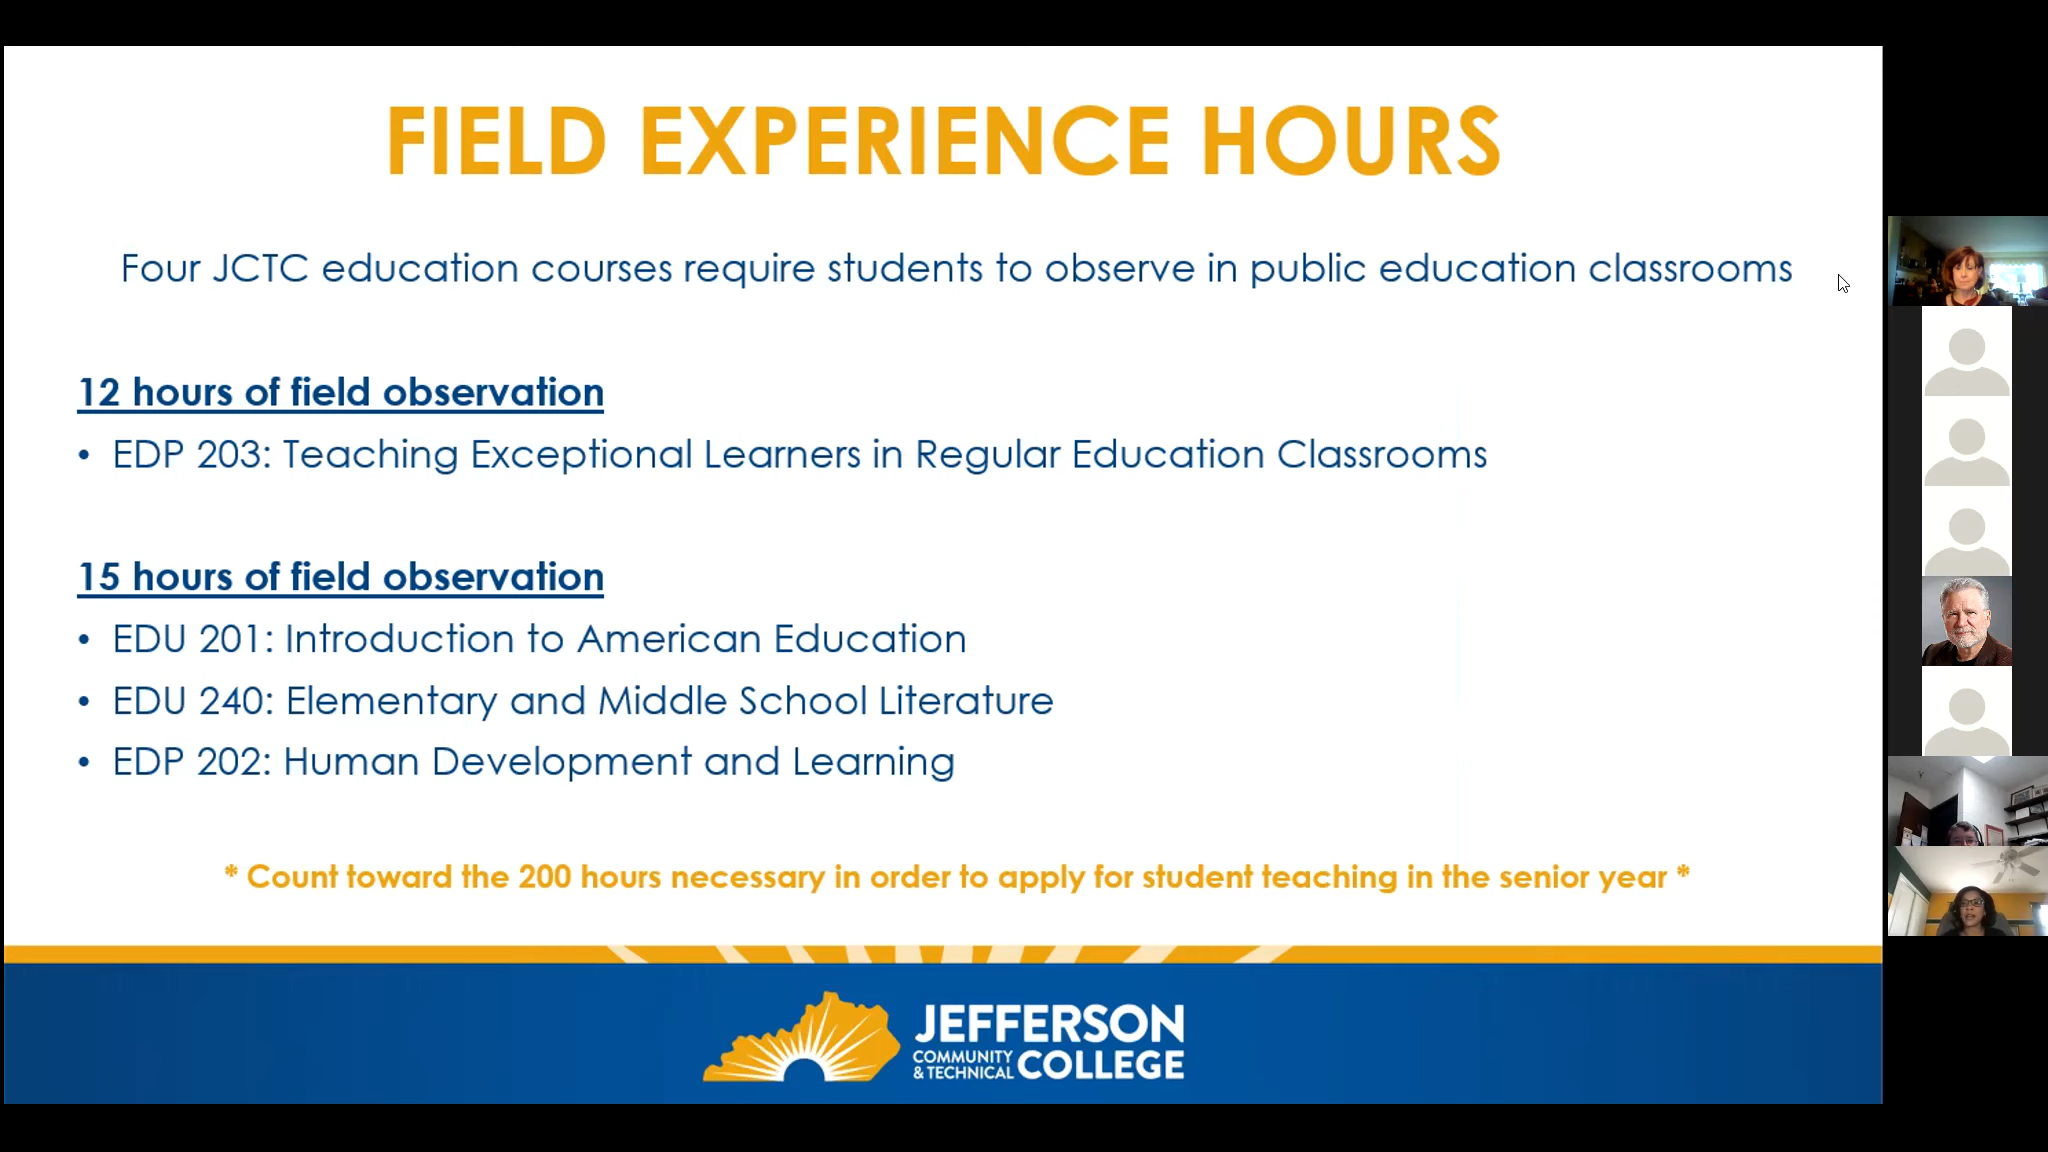 FIELD EXPERIENCE HOURS
Four JCTC education courses require students to observe in public education classrooms
12 hours of field observation
• EDP 203: Teaching Exceptional Learners in Regular Education Classrooms
15 hours of field observation
• EDU 201: Introduction to American Education
• EDU 240: Elementary and Middle School Literature
• EDP 202: Human Development and Learning
* Count toward the 200 hours necessary in order to apply for student teaching in the senior year *
JEFFERSON
COMMUNITY
& TECHNICAL COLLEGE